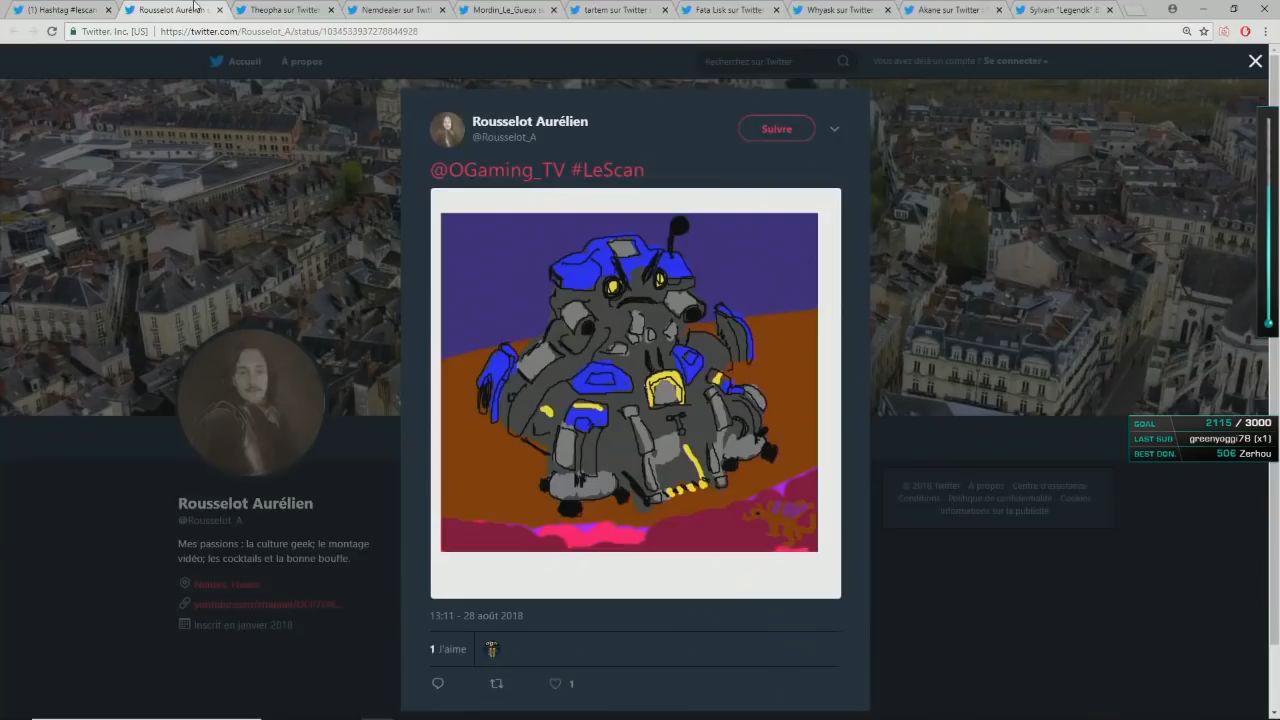 (1) Hashtag #lescan
Rousselot Aurélien
Theopha sur Twitter
Nemdealer sur Twitt
Mordin_Le_Gueux s
tartem sur Twitter :
Fata Lisk sur Twitter
Whyask sur Twitter
Akane sur Twitter :
Sylvain "Legendk" B
Twitter, Inc. [US]
https://twitter.com/Rousselot_A/status/1034533937278844928
Accueil
À propos
Recherchez sur Twitter
Vous avez déjà un compte ? Se connecter
Rousselot Aurélien
@Rousselot_A
Suivre
@OGaming_TV #LeScan
GOAL 2115 / 3000
LAST SUB greenyoggi78 (x1)
BEST DON. 50€ Zerhou
© 2018 Twitter À propos Centre d'assistance
Conditions Politique de confidentialité Cookies
Informations sur la publicité
Rousselot Aurélien
@Rousselot_A
Mes passions : la culture geek; le montage
vidéo; les cocktails et la bonne bouffe.
Inscrit en janvier 2018
13:11 - 28 août 2018
1 J'aime
1